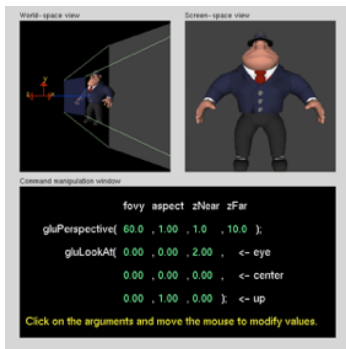 World-space view Screen-space view
y
z
Command manipulation window
fovy aspect zNear zFar
gluPerspective( 60.0 , 1.00 , 1.0 , 10.0 );
gluLookAt( 0.00 , 0.00 , 2.00 , <- eye
0.00 , 0.00 , 0.00 , <- center
0.00 , 1.00 , 0.00 ); <- up
Click on the arguments and move the mouse to modify values.